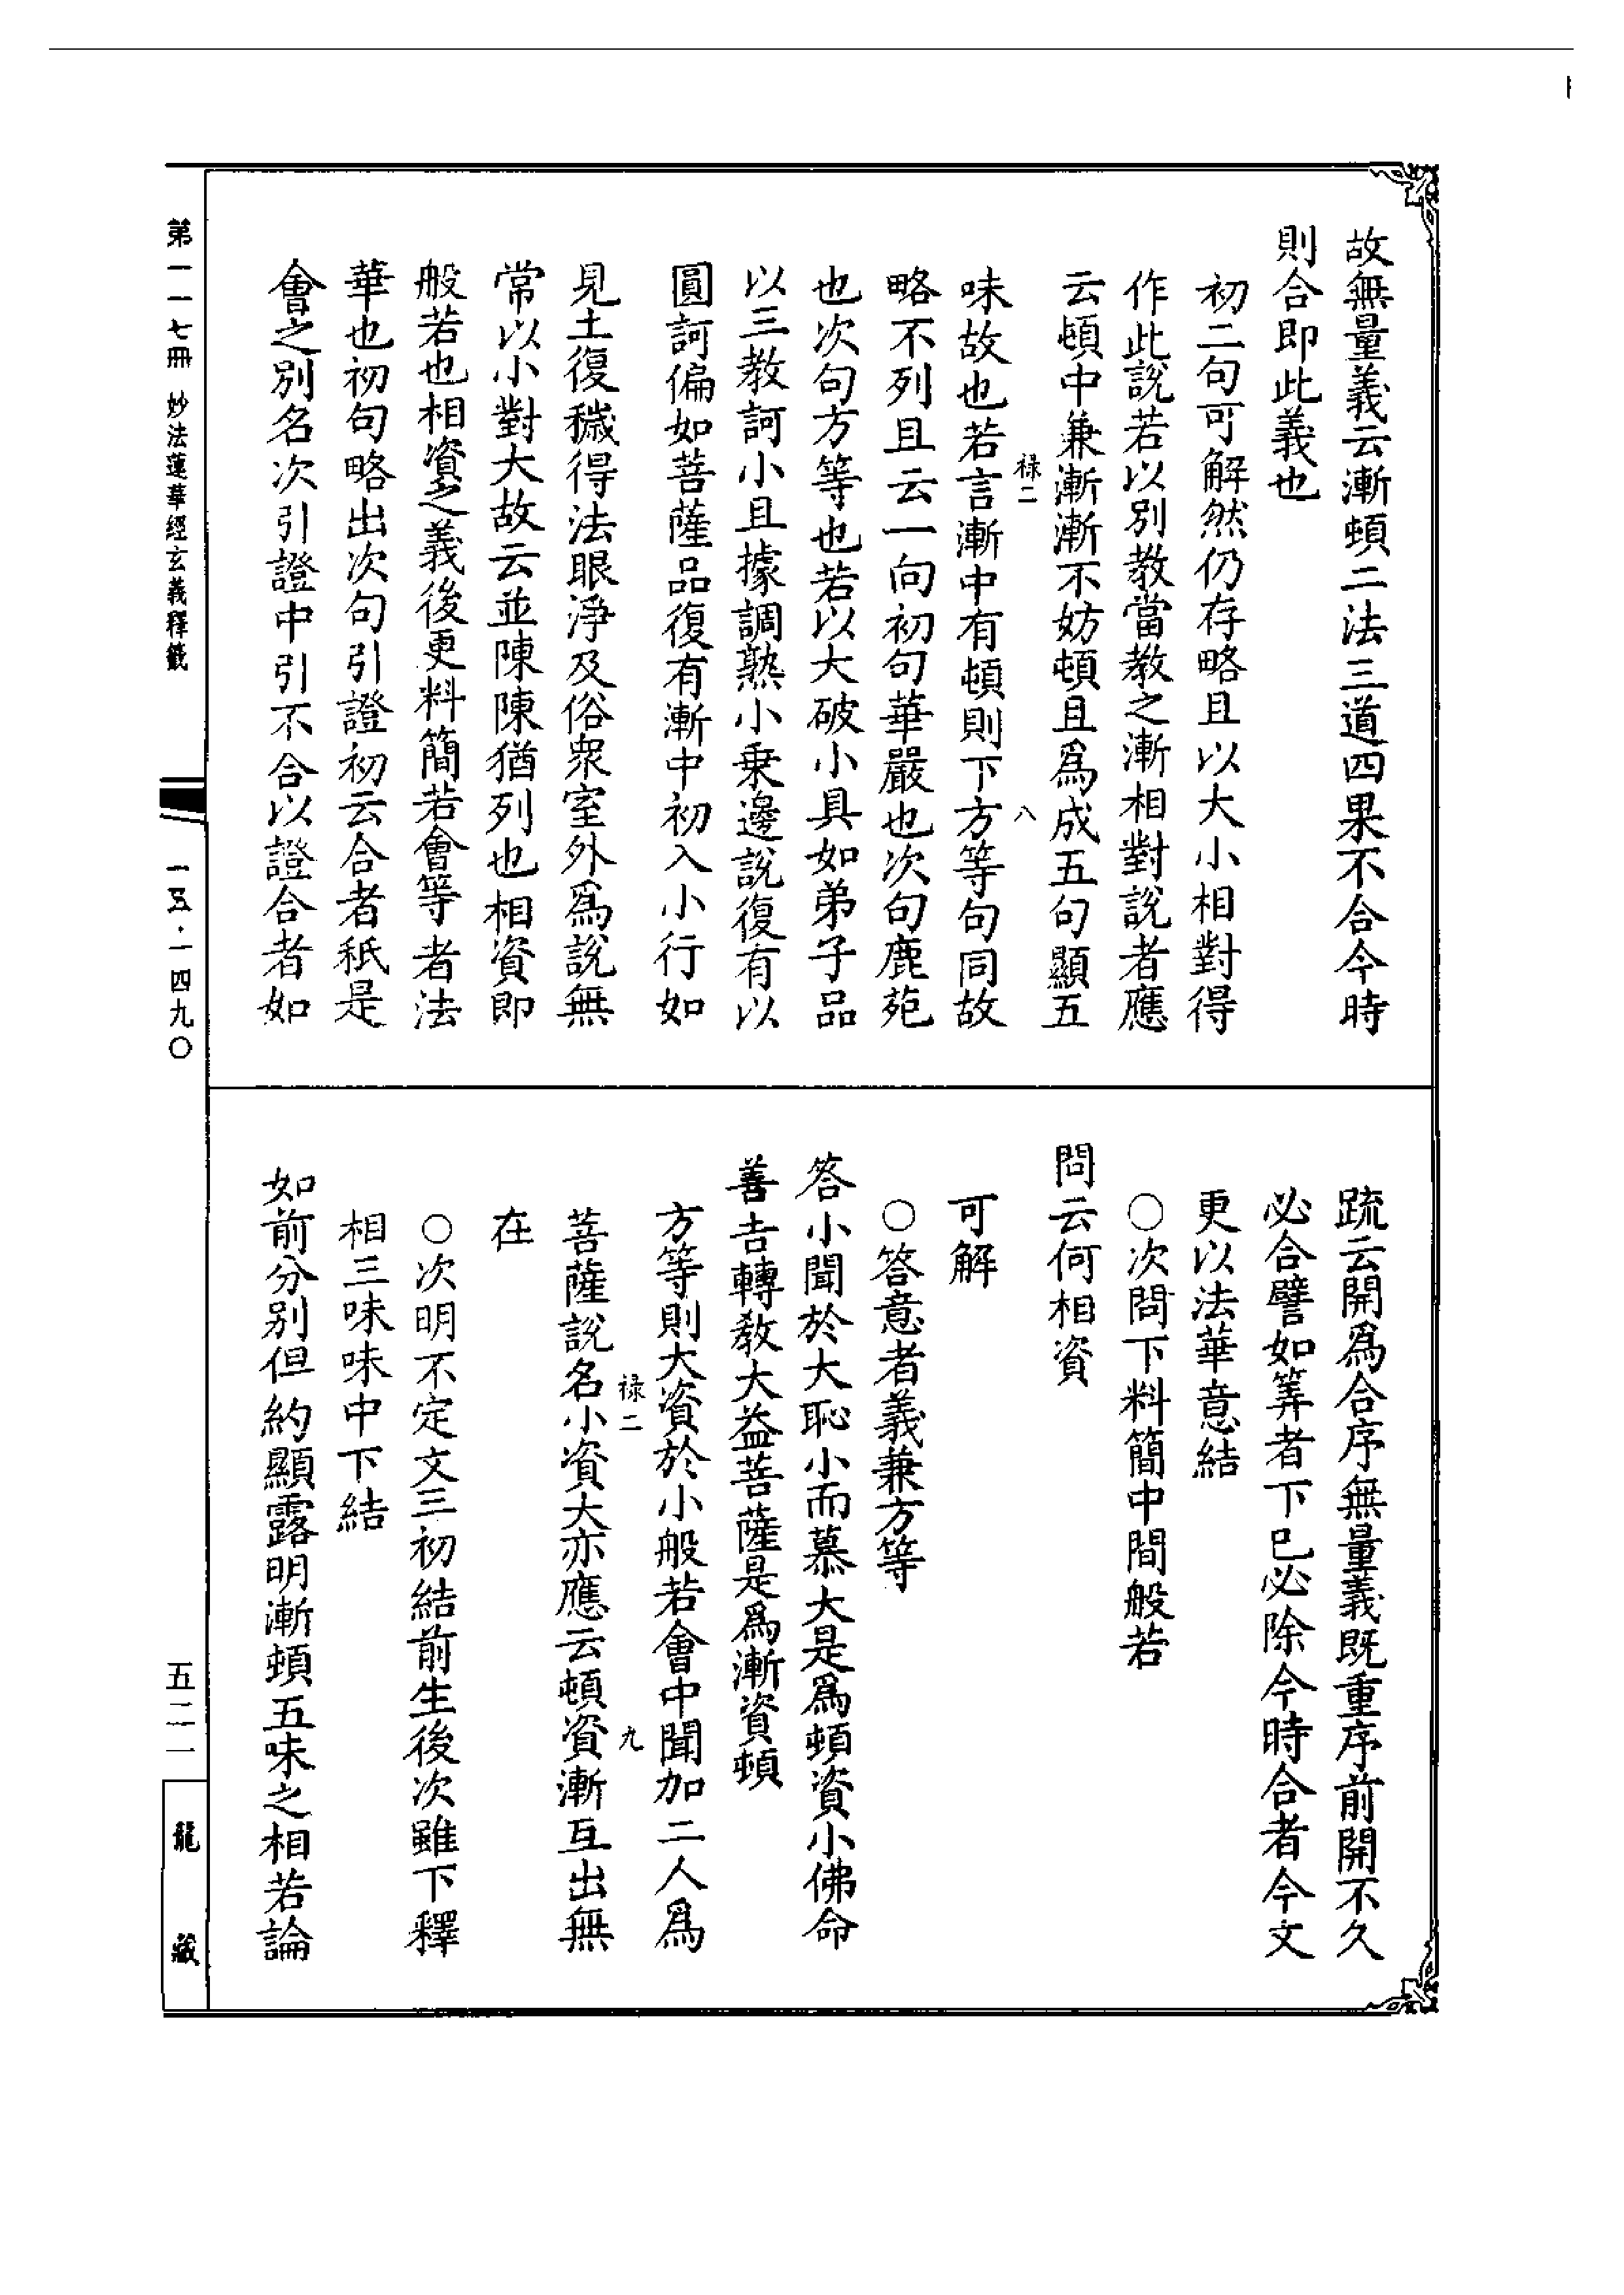 故無量義云漸頓二法三道四果不合今時
則合即此義也
初二句可解然仍存略且以大小相對得
作此說若以別教當教之漸相對說者應
云頓中兼漸漸不妨頓且爲成五句顯五
祿二
八
味故也若言漸中有頓則下方等句同故
略不列且云一向初句華嚴也次句鹿苑
也次句方等也若以大破小具如弟子品
以三教訶小且據調熟小乗邊說復有以
圓訶偏如菩薩品復有漸中初入小行如
見土復穢得法眼淨及俗衆室外爲說無
常以小對大故云並陳陳猶列也相資即
般若也相資之義後更料簡若會等者法
華也初句略出次句引證初云合者秖是
會之別名次引證中引不合以證合者如
䟽云開爲合序無量義既重序前開不久
必合譬如筭者下已必除今時合者今文
更以法華意結
○次問下料簡中間般若
問云何相資
可解
○答意者義兼方等
答小聞於大恥小而慕大是爲頓資小佛命
善吉轉教大益菩薩是爲漸資頓
方等則大資於小般若會中聞加二人爲
祿二
九
菩薩說名小資大亦應云頓資漸互出無
在
○次明不定文三初結前生後次雖下釋
相三味味中下結
如前分別但約顯露明漸頓五味之相若論
第一一七冊 妙法蓮華經玄義釋籤
一五·一四九〇
五二一
龍藏